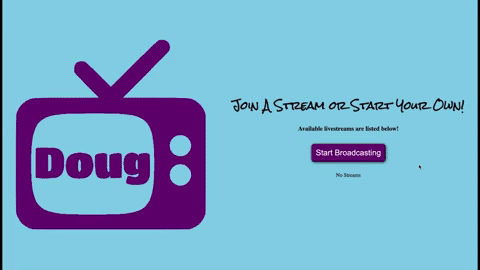 Doug
Join A Stream or Start Your Own!
Available livestreams are listed below!
Start Broadcasting
No Streams